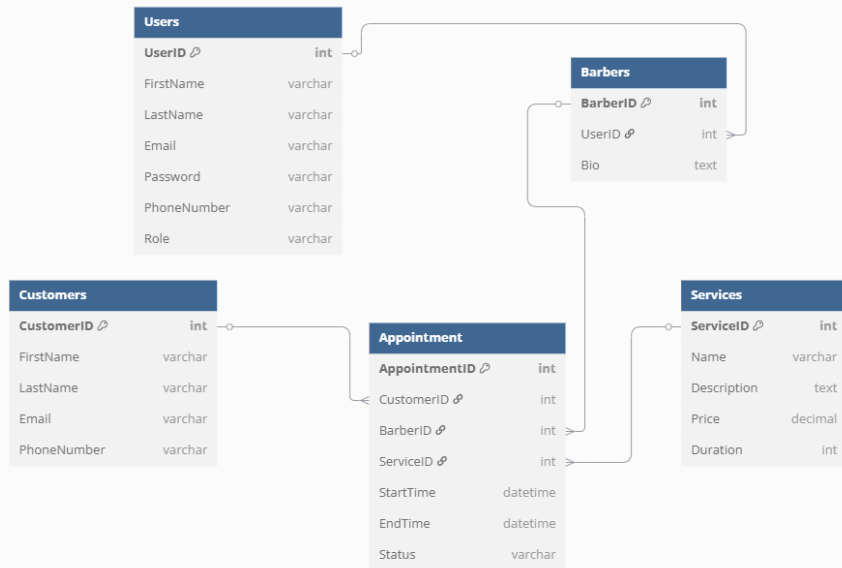 Users
UserID int
FirstName varchar
LastName varchar
Email varchar
Password varchar
PhoneNumber varchar
Role varchar
Barbers
BarberID int
UserID int
Bio text
Customers
CustomerID int
FirstName varchar
LastName varchar
Email varchar
PhoneNumber varchar
Appointment
AppointmentID int
CustomerID int
BarberID int
ServiceID int
StartTime datetime
EndTime datetime
Status varchar
Services
ServiceID int
Name varchar
Description text
Price decimal
Duration int